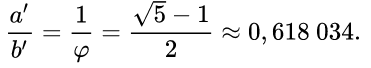 a′/b′ = 1/φ = (√5 − 1)/2 ≈ 0,618 034.